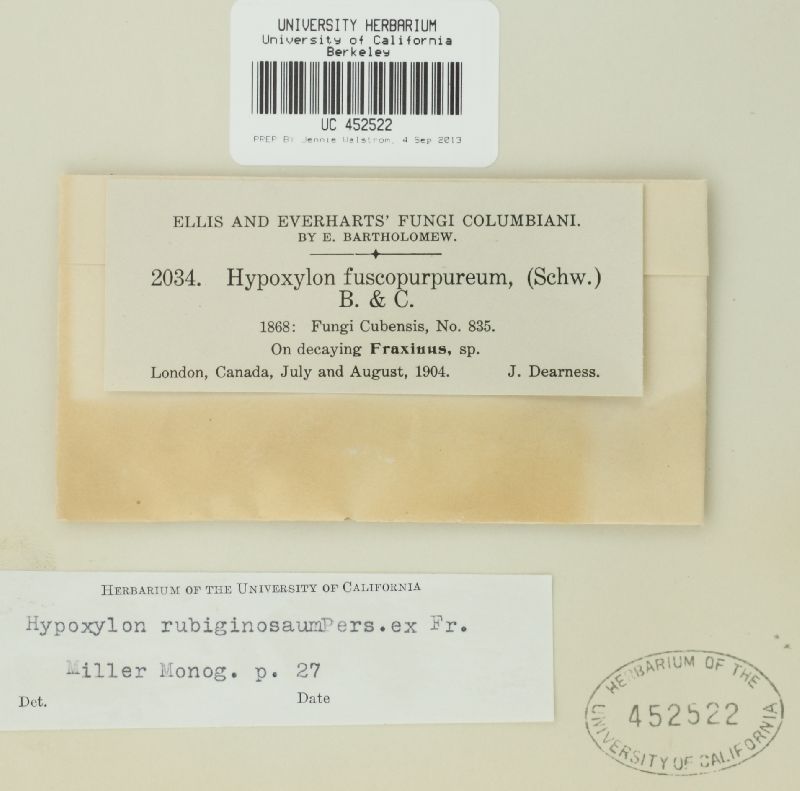 UNIVERSITY HERBARIUM
University of California
Berkeley
UC 452522
PREP BY Jennie Walstrom, 4 Sep 2013
ELLIS AND EVERHARTS' FUNGI COLUMBIANI.
BY E. BARTHOLOMEW.
2034. Hypoxylon fuscopurpureum, (Schw.)
B. & C.
1868: Fungi Cubensis, No. 835.
On decaying Fraxinus, sp.
London, Canada, July and August, 1904. J. Dearness.
HERBARIUM OF THE UNIVERSITY OF CALIFORNIA
Hypoxylon rubiginosaumPers.ex Fr.
Miller Monog. p. 27
Det. Date
HERBARIUM OF THE
452522
UNIVERSITY OF CALIFORNIA